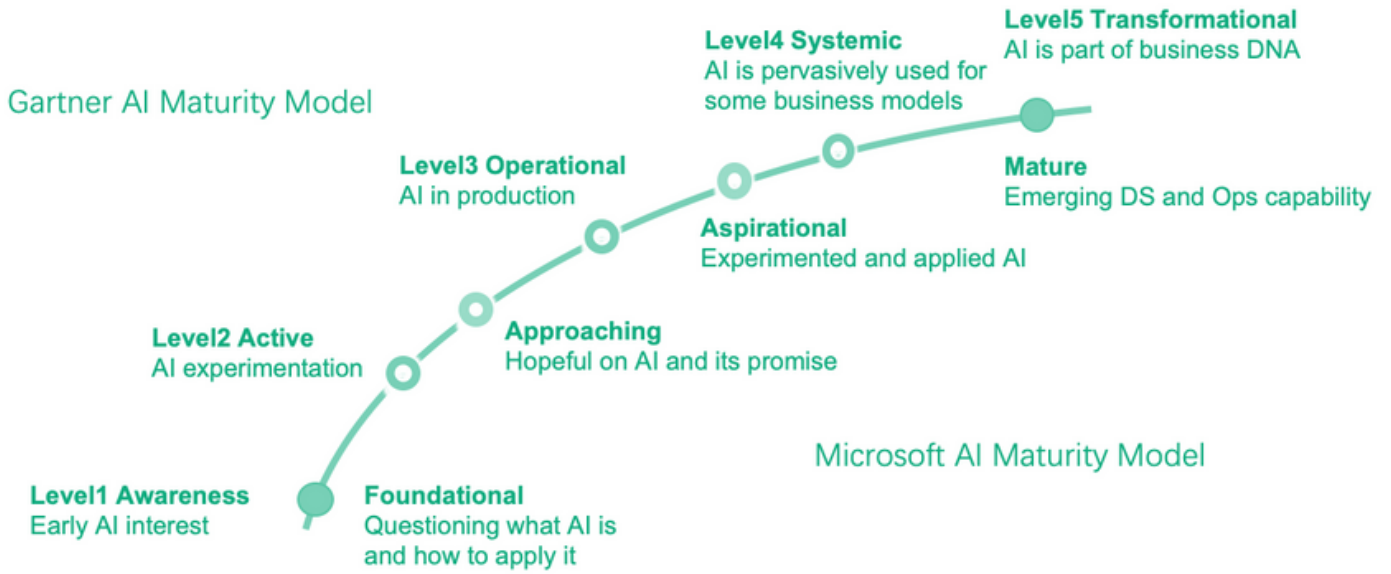 Gartner AI Maturity Model
Level1 Awareness
Early AI interest
Level2 Active
AI experimentation
Level3 Operational
AI in production
Level4 Systemic
AI is pervasively used for
some business models
Level5 Transformational
AI is part of business DNA
Microsoft AI Maturity Model
Foundational
Questioning what AI is
and how to apply it
Approaching
Hopeful on AI and its promise
Aspirational
Experimented and applied AI
Mature
Emerging DS and Ops capability